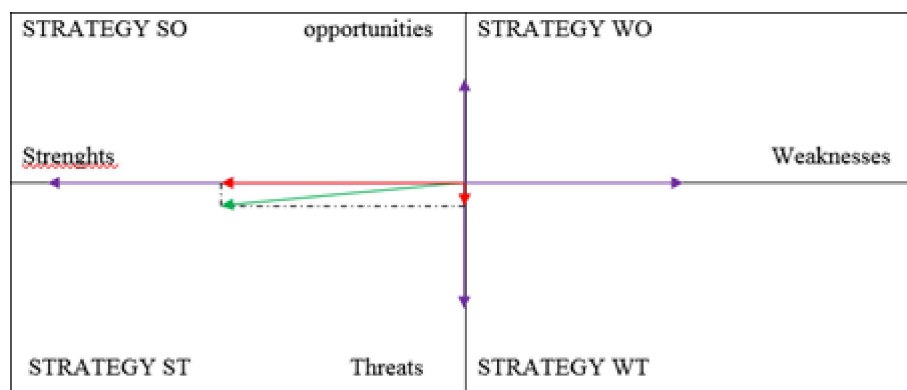 STRATEGY SO opportunities STRATEGY WO
Strenghts Weaknesses
STRATEGY ST Threats STRATEGY WT